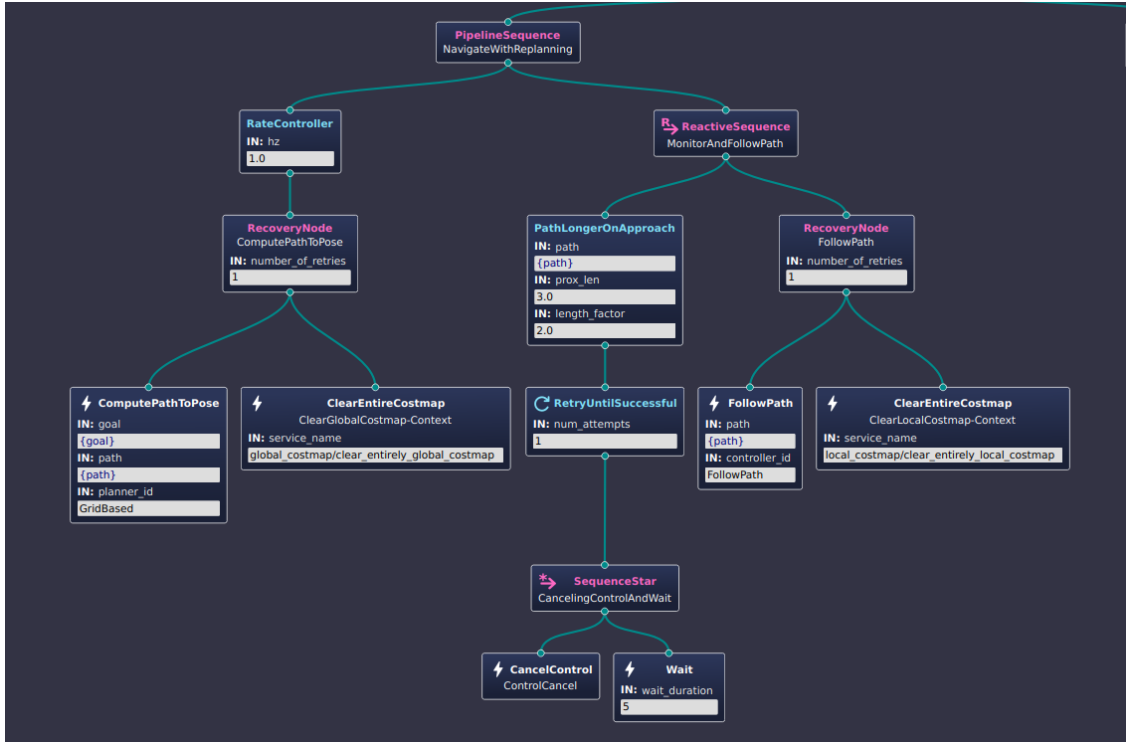 PipelineSequence
NavigateWithReplanning
RateController
IN: hz
1.0
R ReactiveSequence
MonitorAndFollowPath
RecoveryNode
ComputePathToPose
IN: number_of_retries
1
PathLongerOnApproach
IN: path
{path}
IN: prox_len
3.0
IN: length_factor
2.0
RecoveryNode
FollowPath
IN: number_of_retries
1
ComputePathToPose
IN: goal
{goal}
IN: path
{path}
IN: planner_id
GridBased
ClearEntireCostmap
ClearGlobalCostmap-Context
IN: service_name
global_costmap/clear_entirely_global_costmap
RetryUntilSuccessful
IN: num_attempts
1
FollowPath
IN: path
{path}
IN: controller_id
FollowPath
ClearEntireCostmap
ClearLocalCostmap-Context
IN: service_name
local_costmap/clear_entirely_local_costmap
* SequenceStar
CancelingControlAndWait
CancelControl
ControlCancel
Wait
IN: wait_duration
5